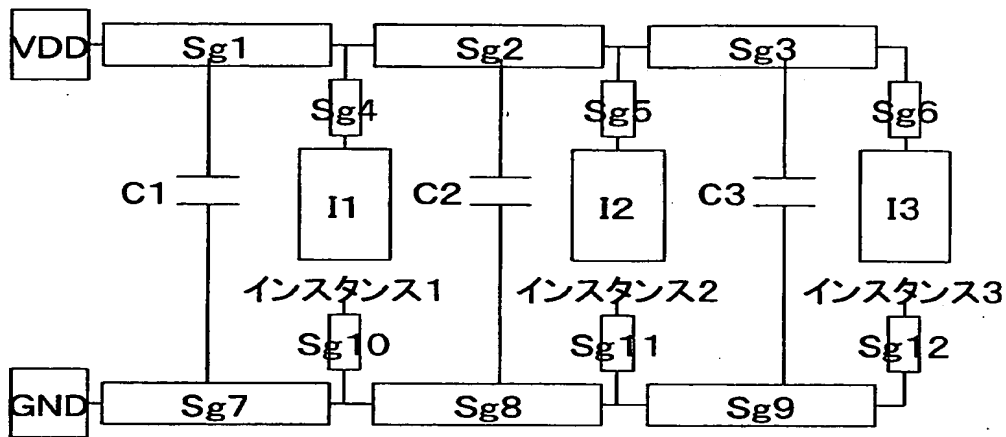 VDD Sg1 Sg2 Sg3
Sg4 Sg5 Sg6
C1 I1 C2 I2 C3 I3
インスタンス1 インスタンス2 インスタンス3
Sg10 Sg11 Sg12
GND Sg7 Sg8 Sg9